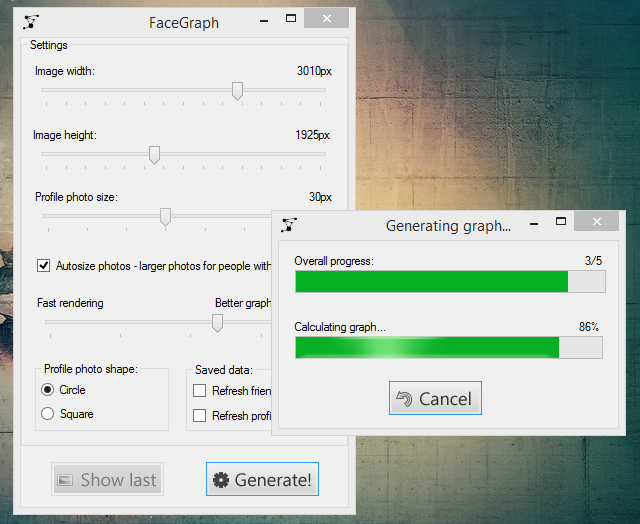 FaceGraph
Settings
Image width: 3010px
Image height: 1925px
Profile photo size: 30px
Autosize photos - larger photos for people with
Fast rendering Better graph
Profile photo shape:
Circle
Square
Saved data:
Refresh frien
Refresh profi
Show last Generate!
Generating graph...
Overall progress: 3/5
Calculating graph... 86%
Cancel